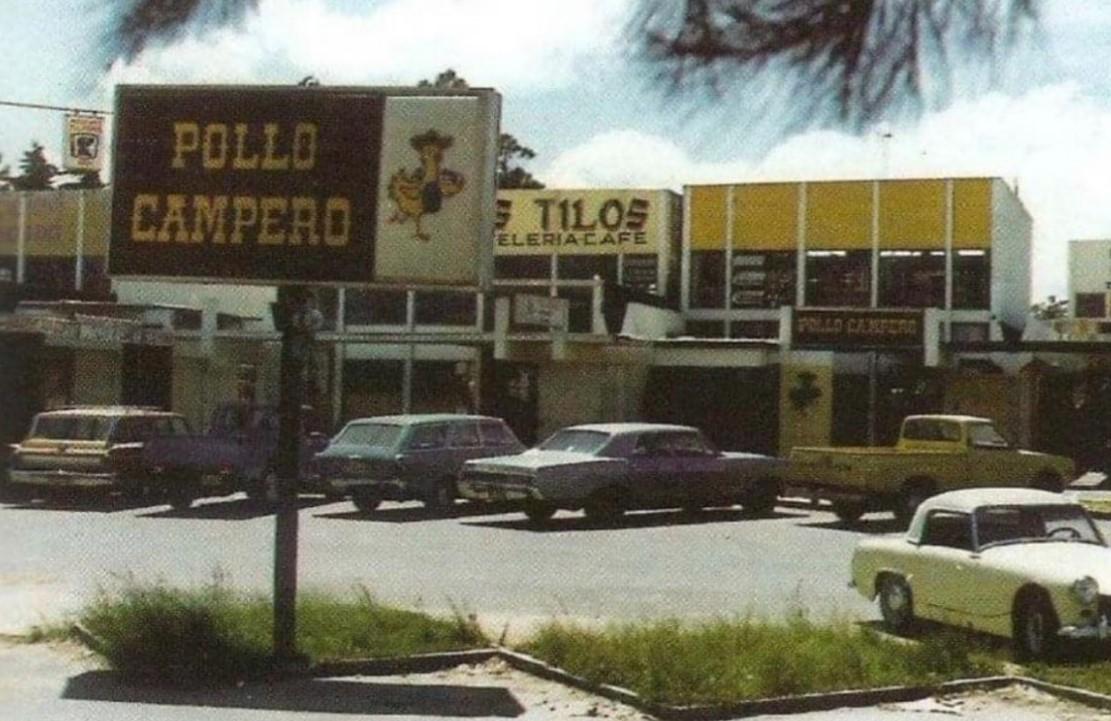 POLLO
CAMPERO
S TILOS
ELERIA-CAFE
POLLO CAMPERO